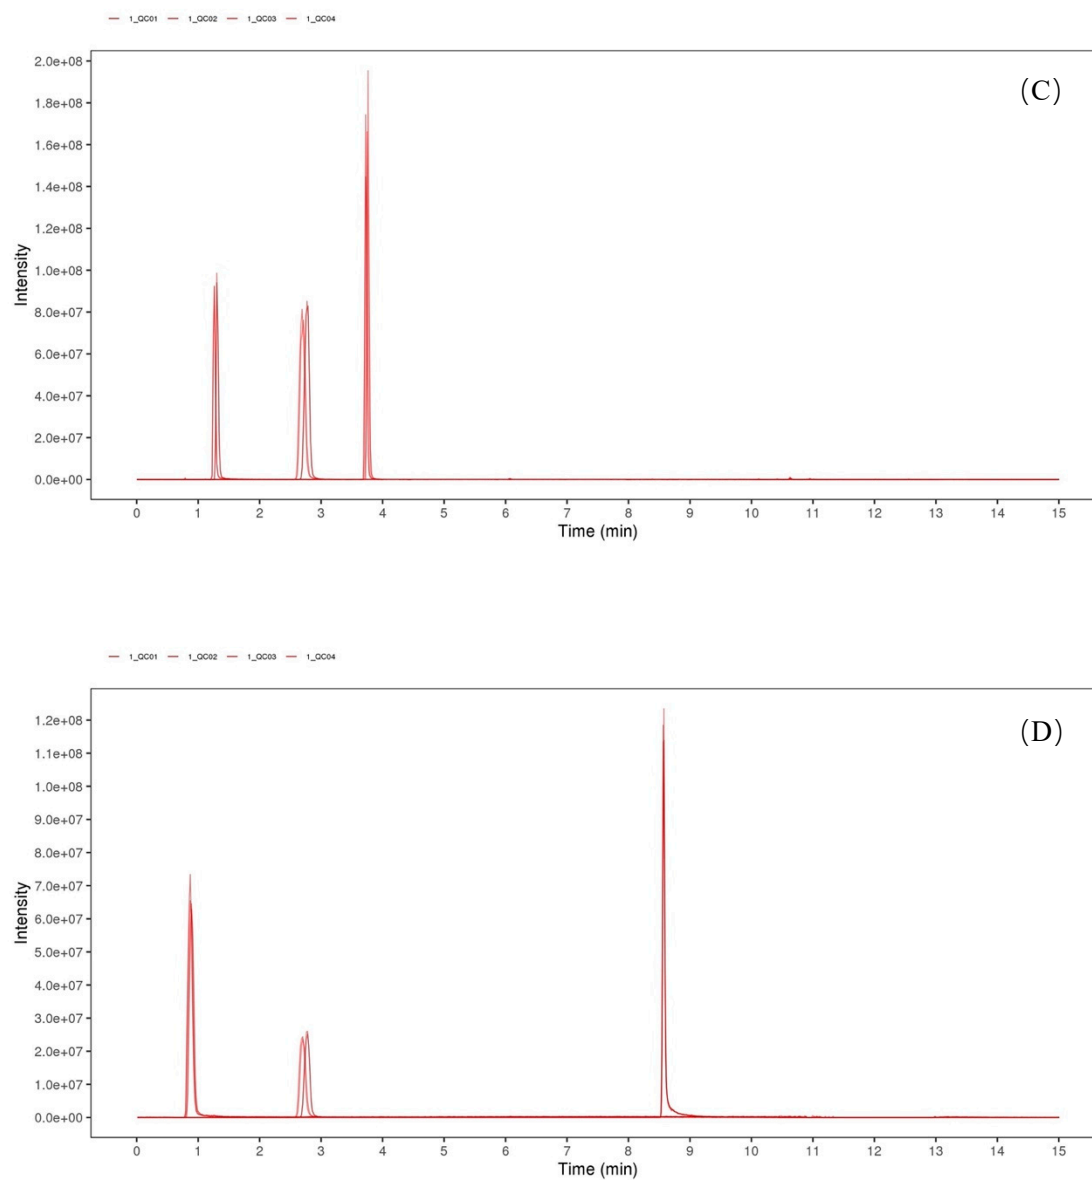 1_QC01 1_QC02 1_QC03 1_QC04
(C)
Intensity
2.0e+08
1.8e+08
1.6e+08
1.4e+08
1.2e+08
1.0e+08
8.0e+07
6.0e+07
4.0e+07
2.0e+07
0.0e+00
0 1 2 3 4 5 6 7 8 9 10 11 12 13 14 15
Time (min)
1_QC01 1_QC02 1_QC03 1_QC04
(D)
Intensity
1.2e+08
1.1e+08
1.0e+08
9.0e+07
8.0e+07
7.0e+07
6.0e+07
5.0e+07
4.0e+07
3.0e+07
2.0e+07
1.0e+07
0.0e+00
0 1 2 3 4 5 6 7 8 9 10 11 12 13 14 15
Time (min)